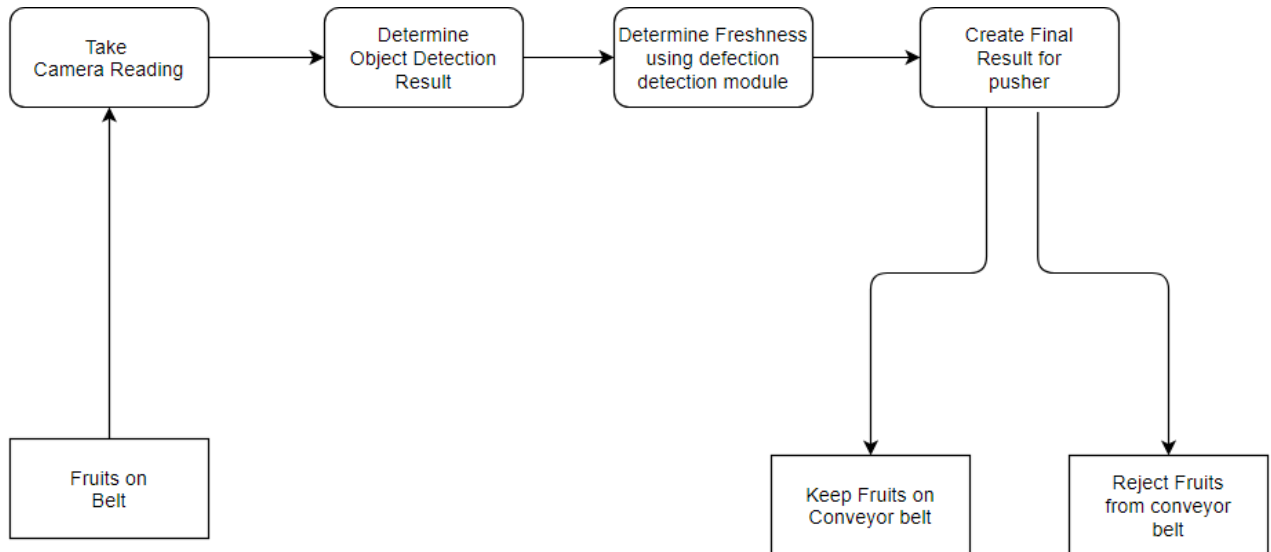 Take
Camera Reading
Determine
Object Detection
Result
Determine Freshness
using defection
detection module
Create Final
Result for
pusher
Fruits on
Belt
Keep Fruits on
Conveyor belt
Reject Fruits
from conveyor
belt